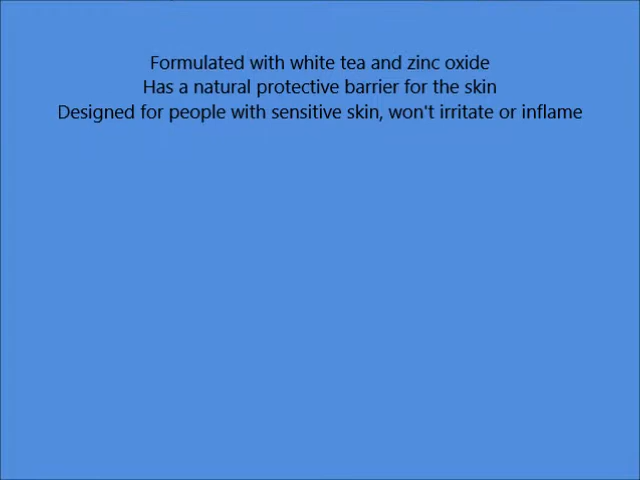 Formulated with white tea and zinc oxide
Has a natural protective barrier for the skin
Designed for people with sensitive skin, won't irritate or inflame